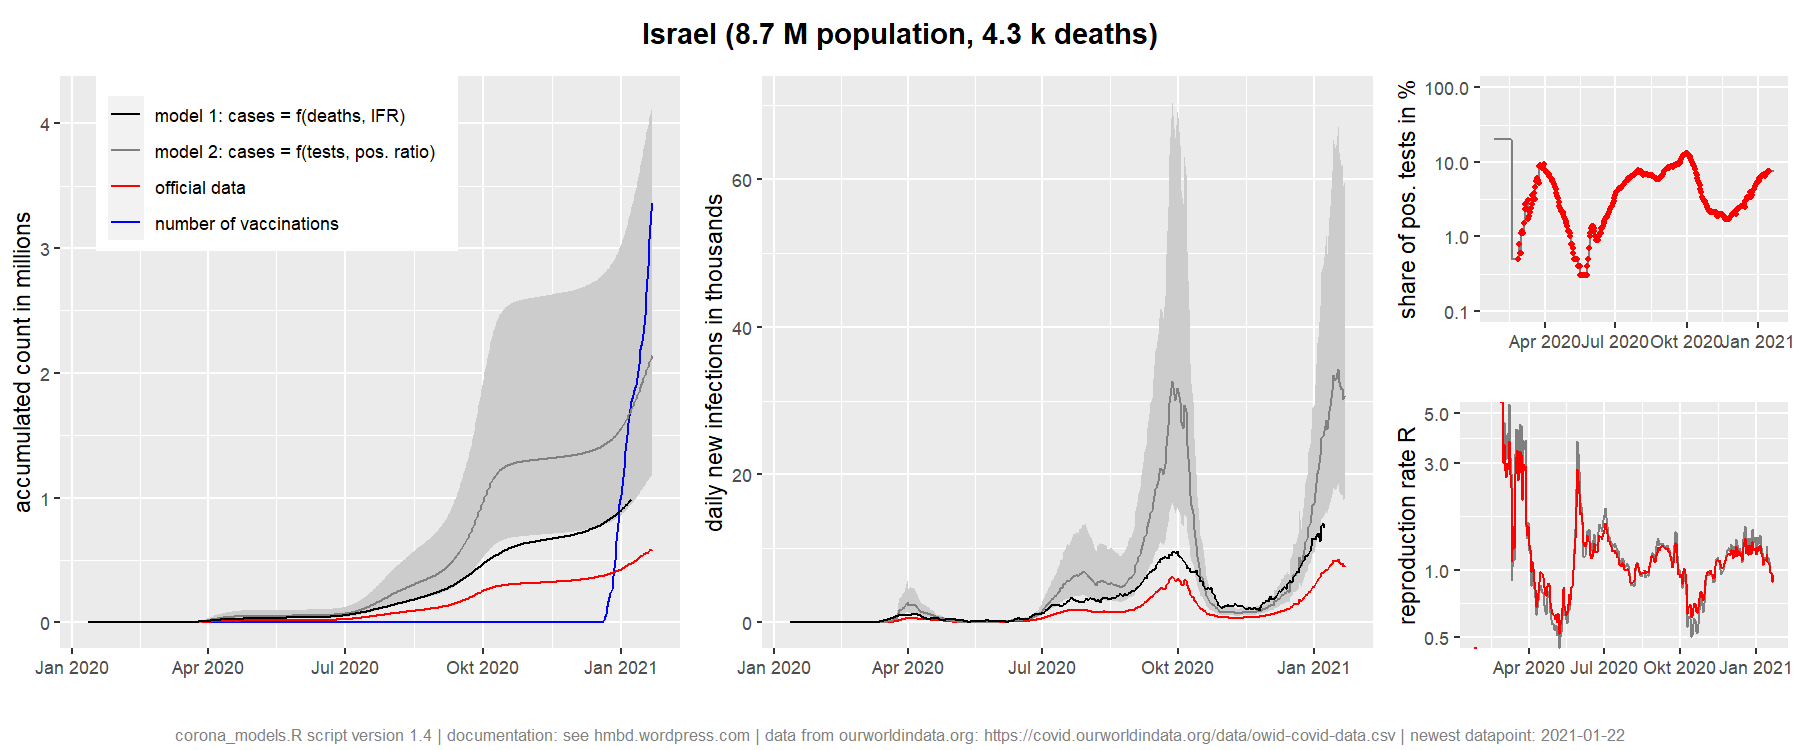 Israel (8.7 M population, 4.3 k deaths)
model 1: cases = f(deaths, IFR)
model 2: cases = f(tests, pos. ratio)
official data
number of vaccinations
accumulated count in millions
4
3
2
1
0
Jan 2020
Apr 2020
Jul 2020
Okt 2020
Jan 2021
daily new infections in thousands
60
40
20
0
Jan 2020
Apr 2020
Jul 2020
Okt 2020
Jan 2021
share of pos. tests in %
100.0
10.0
1.0
0.1
Apr 2020
Jul 2020
Okt 2020
Jan 2021
reproduction rate R
5.0
3.0
1.0
0.5
Apr 2020
Jul 2020
Okt 2020
Jan 2021
corona_models.R script version 1.4 | documentation: see hmbd.wordpress.com | data from ourworldindata.org: https://covid.ourworldindata.org/data/owid-covid-data.csv | newest datapoint: 2021-01-22